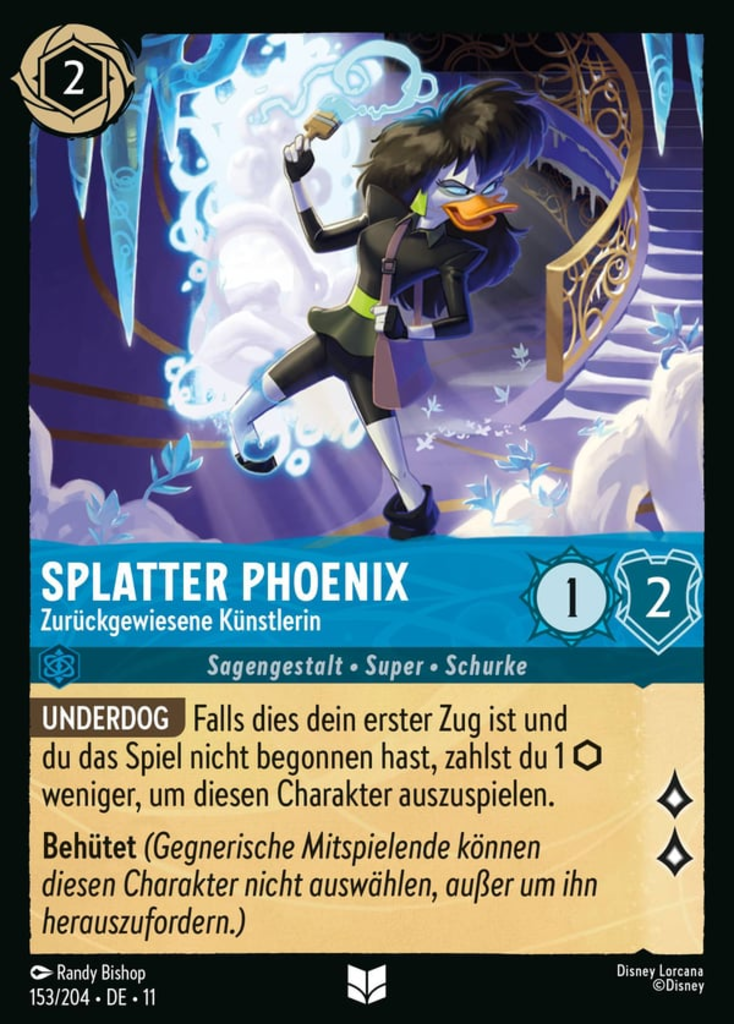 2
SPLATTER PHOENIX
Zurückgewiesene Künstlerin
1
2
Sagengestalt • Super • Schurke
UNDERDOG Falls dies dein erster Zug ist und
du das Spiel nicht begonnen hast, zahlst du 1 ⬡
weniger, um diesen Charakter auszuspielen.
Behütet (Gegnerische Mitspielende können
diesen Charakter nicht auswählen, außer um ihn
herauszufordern.)
Randy Bishop
153/204 • DE • 11
Disney Lorcana
©Disney